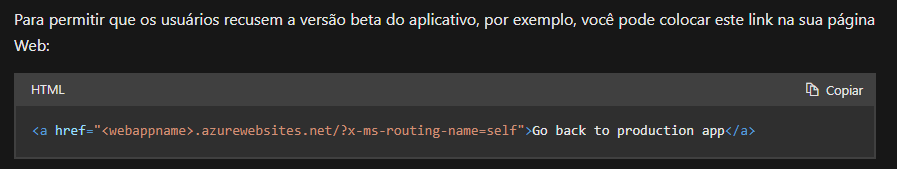 Para permitir que os usuários recusem a versão beta do aplicativo, por exemplo, você pode colocar este link na sua página
Web:
HTML
Copiar
<a href="<webappname>.azurewebsites.net/?x-ms-routing-name=self">Go back to production app</a>